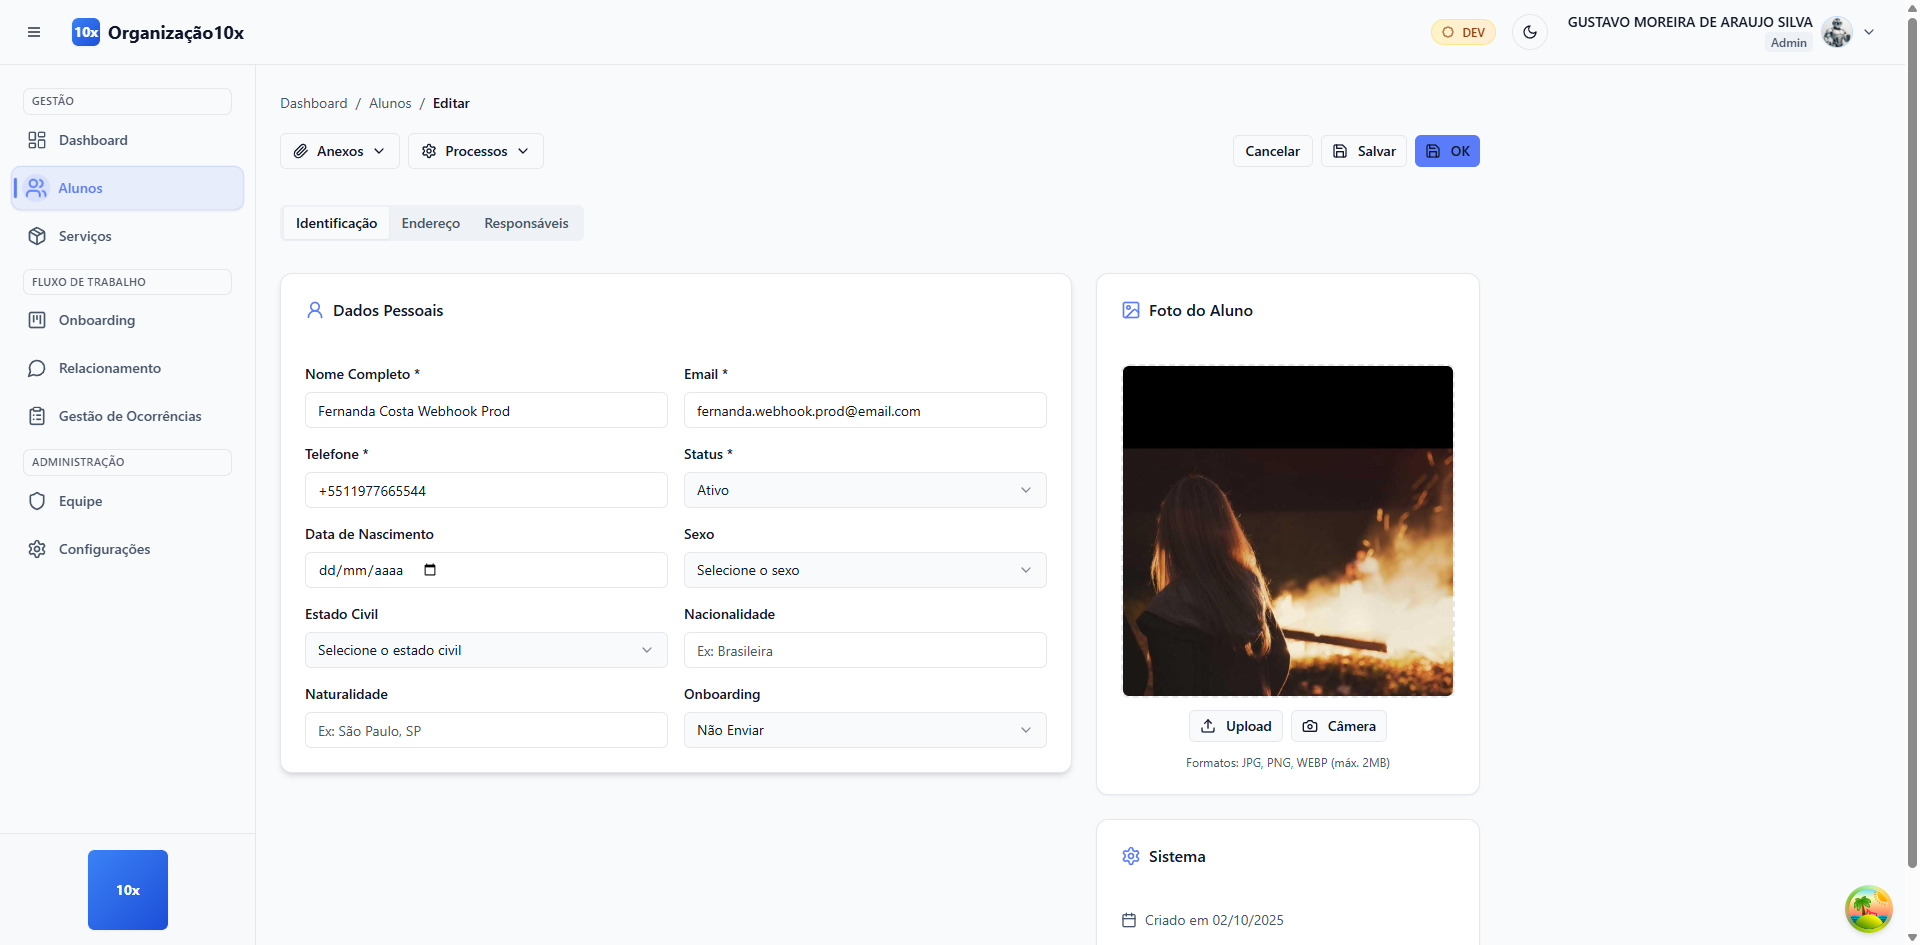 10x Organização10x
DEV
GUSTAVO MOREIRA DE ARAUJO SILVA
Admin
GESTÃO
Dashboard
Alunos
Serviços
FLUXO DE TRABALHO
Onboarding
Relacionamento
Gestão de Ocorrências
ADMINISTRAÇÃO
Equipe
Configurações
10x
Dashboard / Alunos / Editar
Anexos Processos
Cancelar Salvar OK
Identificação Endereço Responsáveis
Dados Pessoais
Nome Completo * Email *
Fernanda Costa Webhook Prod fernanda.webhook.prod@email.com
Telefone * Status *
+5511977665544 Ativo
Data de Nascimento Sexo
dd/mm/aaaa Selecione o sexo
Estado Civil Nacionalidade
Selecione o estado civil Ex: Brasileira
Naturalidade Onboarding
Ex: São Paulo, SP Não Enviar
Foto do Aluno
Upload Câmera
Formatos: JPG, PNG, WEBP (máx. 2MB)
Sistema
Criado em 02/10/2025